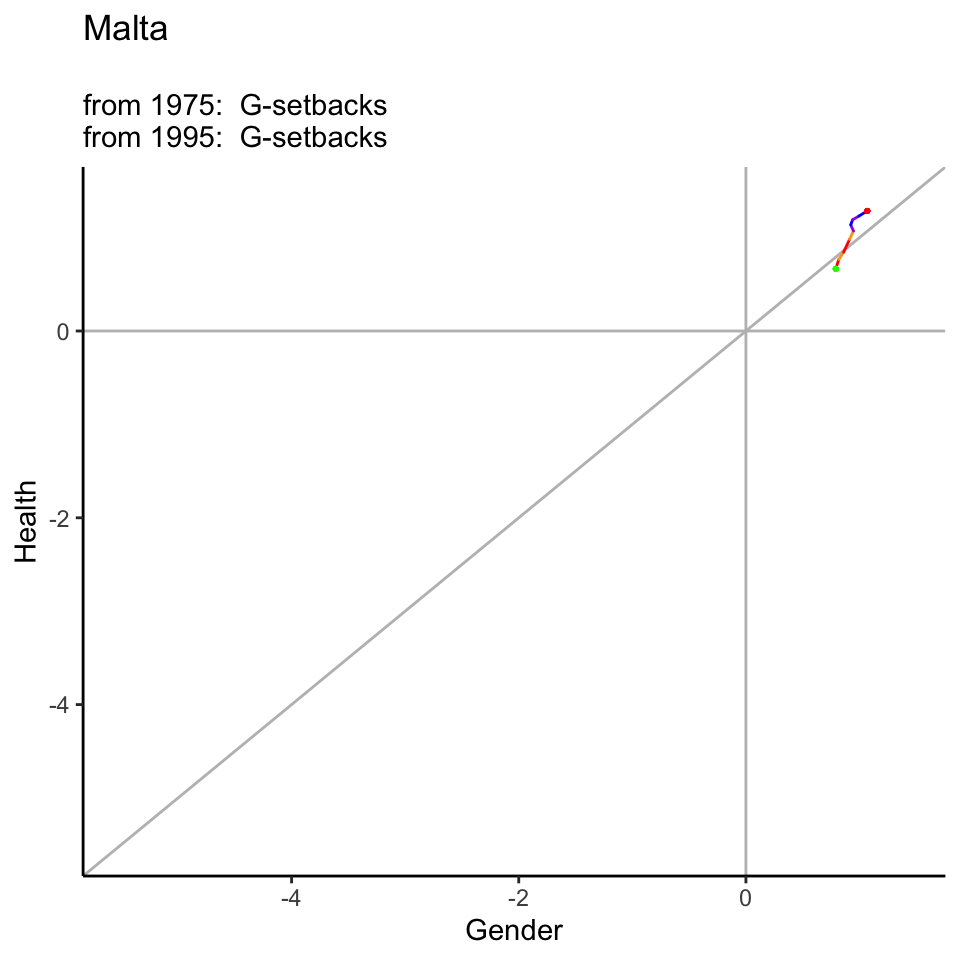 Malta
from 1975:  G-setbacks
from 1995:  G-setbacks
Health
0
-2
-4
-4
-2
0
Gender